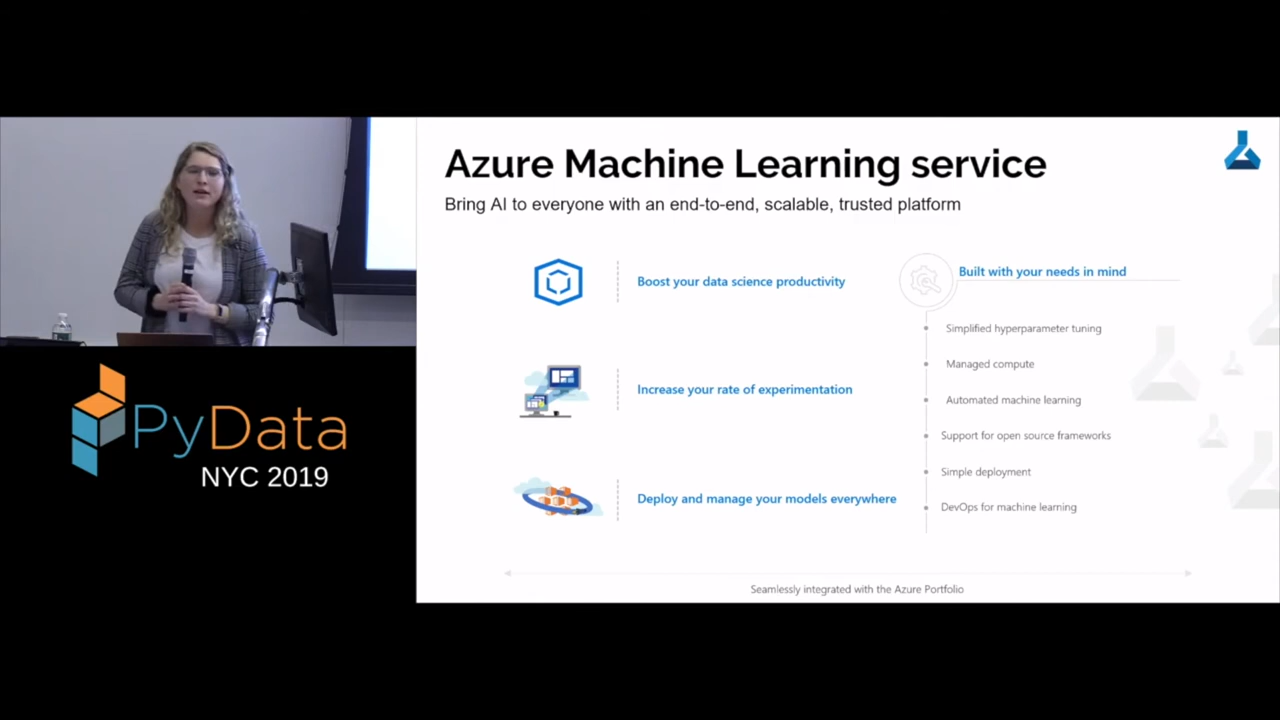 Azure Machine Learning service
Bring AI to everyone with an end-to-end, scalable, trusted platform
Boost your data science productivity
Increase your rate of experimentation
Deploy and manage your models everywhere
Built with your needs in mind
Simplified hyperparameter tuning
Managed compute
Automated machine learning
Support for open source frameworks
Simple deployment
DevOps for machine learning
Seamlessly integrated with the Azure Portfolio
PyData
NYC 2019